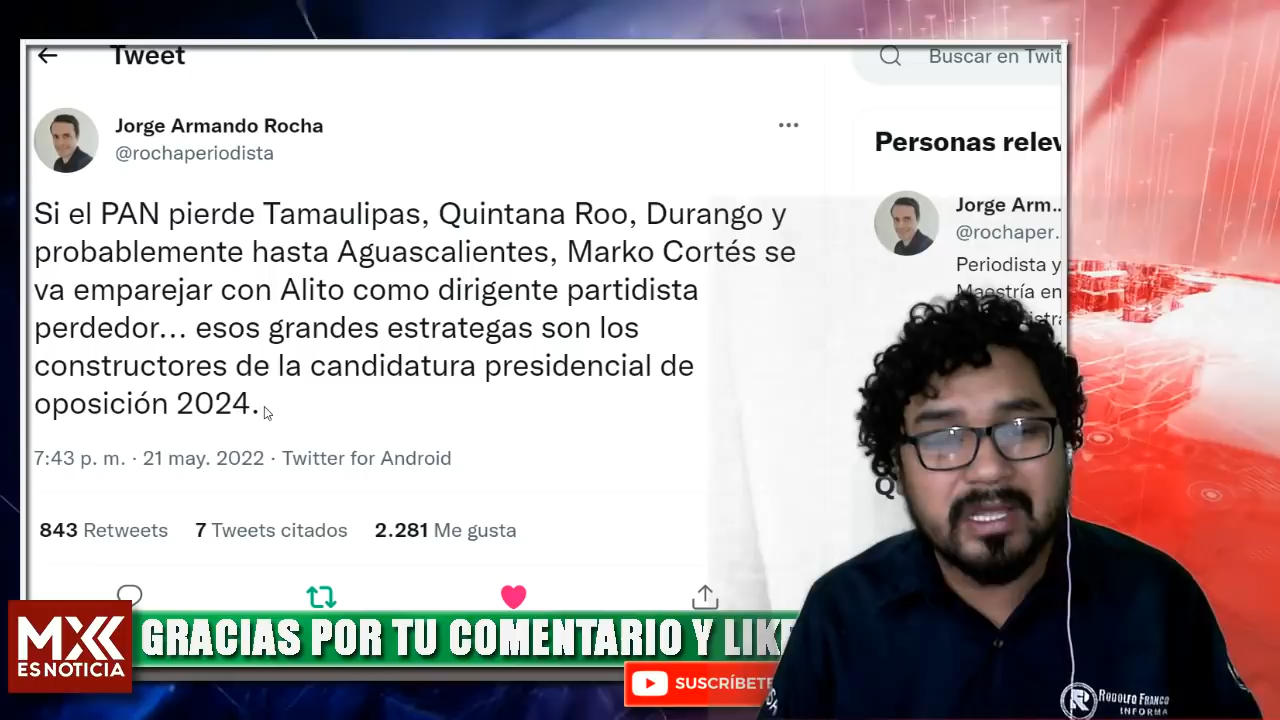 Tweet
Buscar en Twit
Jorge Armando Rocha
@rochaperiodista
Personas relev
Si el PAN pierde Tamaulipas, Quintana Roo, Durango y
probablemente hasta Aguascalientes, Marko Cortés se
va emparejar con Alito como dirigente partidista
perdedor... esos grandes estrategas son los
constructores de la candidatura presidencial de
oposición 2024.
Jorge Arm..
@rochaper..
Periodista y
Maestría en
7:43 p. m. · 21 may. 2022 · Twitter for Android
843 Retweets 7 Tweets citados 2.281 Me gusta
MX
ES NOTICIA
GRACIAS POR TU COMENTARIO Y LIKE
SUSCRÍBETE
RODOLFO FRANCO
INFORMA